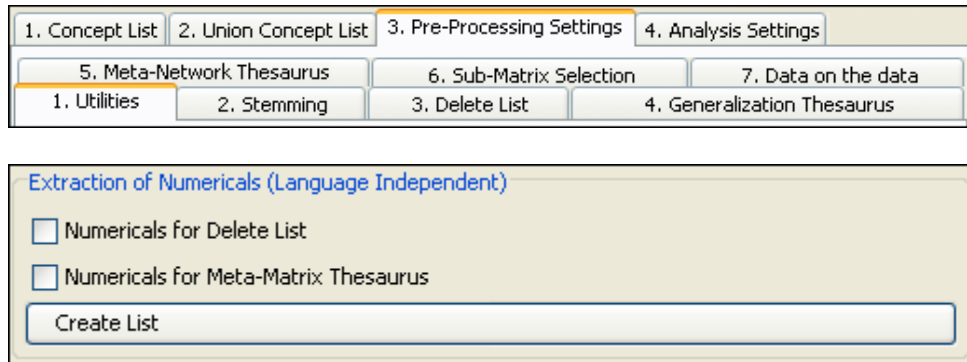 1. Concept List 2. Union Concept List 3. Pre-Processing Settings 4. Analysis Settings
5. Meta-Network Thesaurus 6. Sub-Matrix Selection 7. Data on the data
1. Utilities 2. Stemming 3. Delete List 4. Generalization Thesaurus
Extraction of Numericals (Language Independent)
Numericals for Delete List
Numericals for Meta-Matrix Thesaurus
Create List